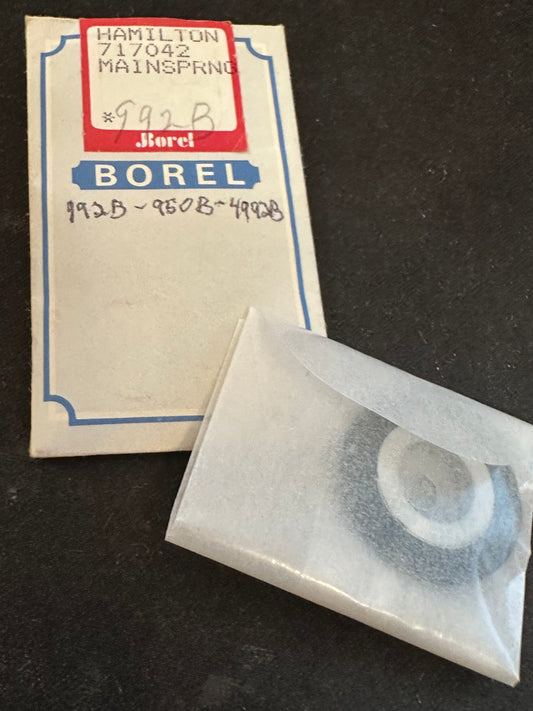 HAMILTON
717042
MAINSPRNG
*992B
Borel
BOREL
992B - 950B - 4992B